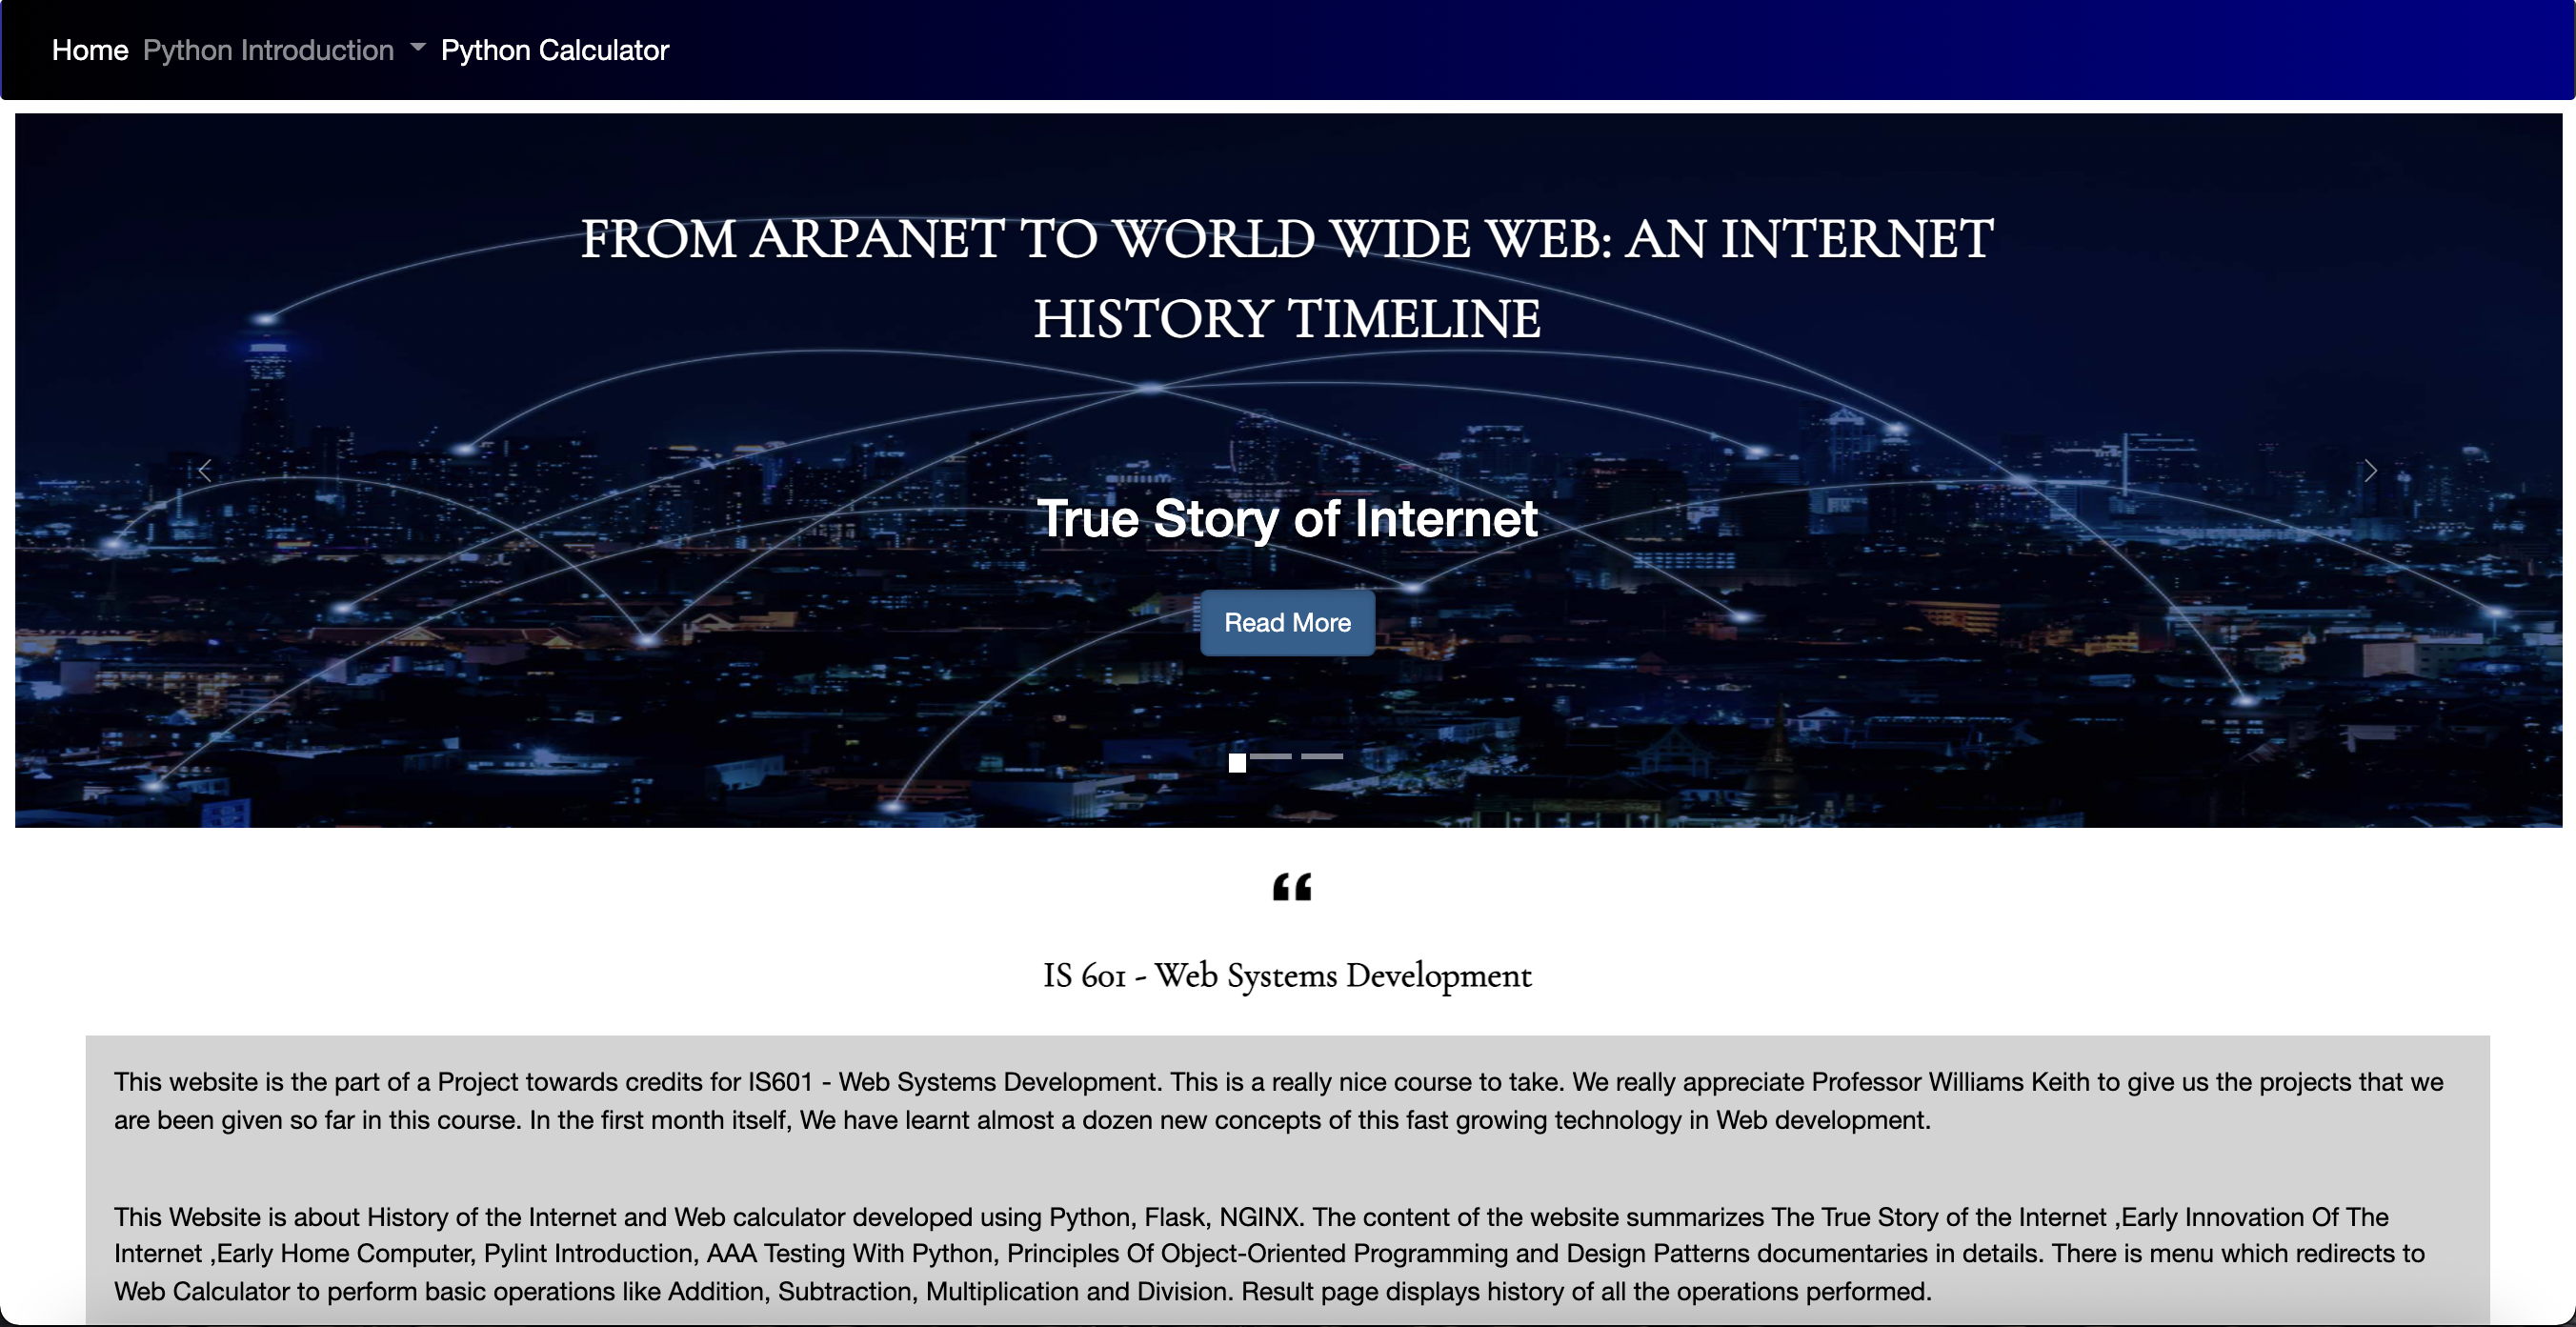 Home Python Introduction Python Calculator
FROM ARPANET TO WORLD WIDE WEB: AN INTERNET
HISTORY TIMELINE
True Story of Internet
Read More
“
IS 601 - Web Systems Development
This website is the part of a Project towards credits for IS601 - Web Systems Development. This is a really nice course to take. We really appreciate Professor Williams Keith to give us the projects that we
are been given so far in this course. In the first month itself, We have learnt almost a dozen new concepts of this fast growing technology in Web development.
This Website is about History of the Internet and Web calculator developed using Python, Flask, NGINX. The content of the website summarizes The True Story of the Internet ,Early Innovation Of The
Internet ,Early Home Computer, Pylint Introduction, AAA Testing With Python, Principles Of Object-Oriented Programming and Design Patterns documentaries in details. There is menu which redirects to
Web Calculator to perform basic operations like Addition, Subtraction, Multiplication and Division. Result page displays history of all the operations performed.